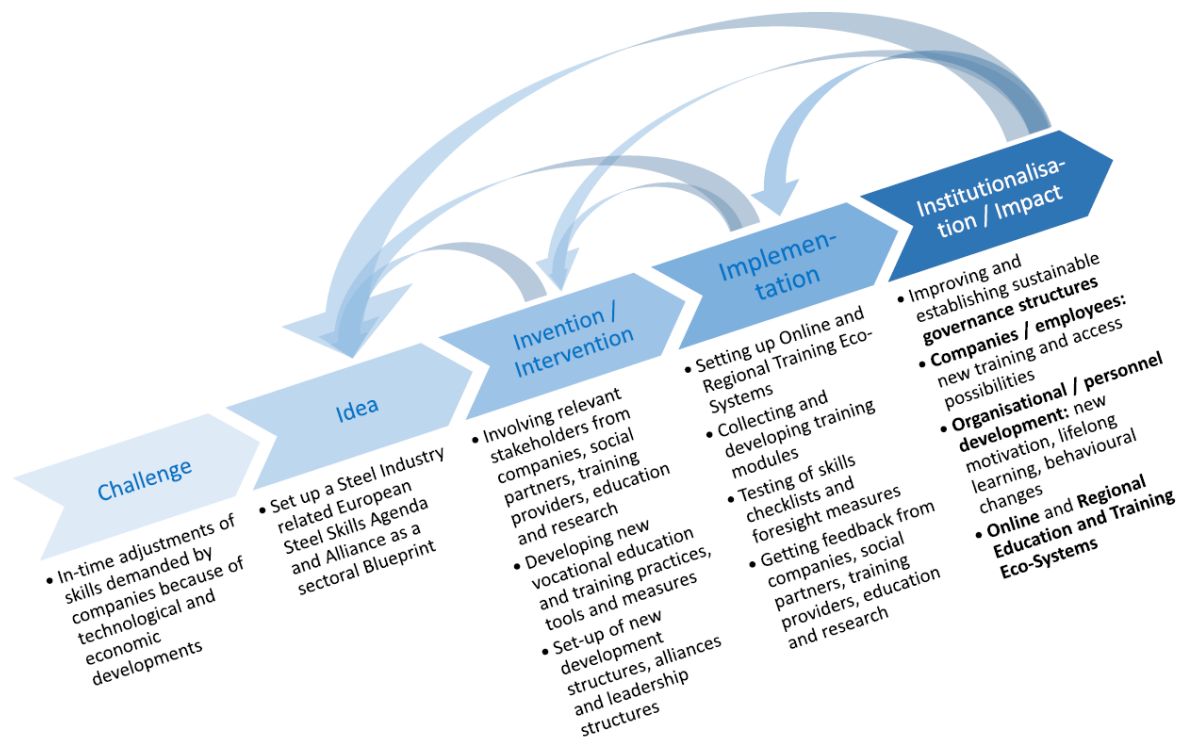 Challenge
• In-time adjustments of
skills demanded by
companies because of
technological and
economic
developments
Idea
• Set up a Steel Industry
related European
Steel Skills Agenda
and Alliance as a
sectoral Blueprint
Invention /
Intervention
• Involving relevant
stakeholders from
companies, social
partners, training
providers, education
and research
• Developing new
vocational education
and training practices,
tools and measures
• Set-up of new
development
structures, alliances
and leadership
structures
Implemen-
tation
• Setting up Online and
Regional Training Eco-
Systems
• Collecting and
developing training
modules
• Testing of skills
checklists and
foresight measures
• Getting feedback from
companies, social
partners, training
providers, education
and research
Institutionalisa-
tion / Impact
• Improving and
establishing sustainable
governance structures
• Companies / employees:
new training and access
possibilities
• Organisational / personnel
development: new
motivation, lifelong
learning, behavioural
changes
• Online and Regional
Education and Training
Eco-Systems